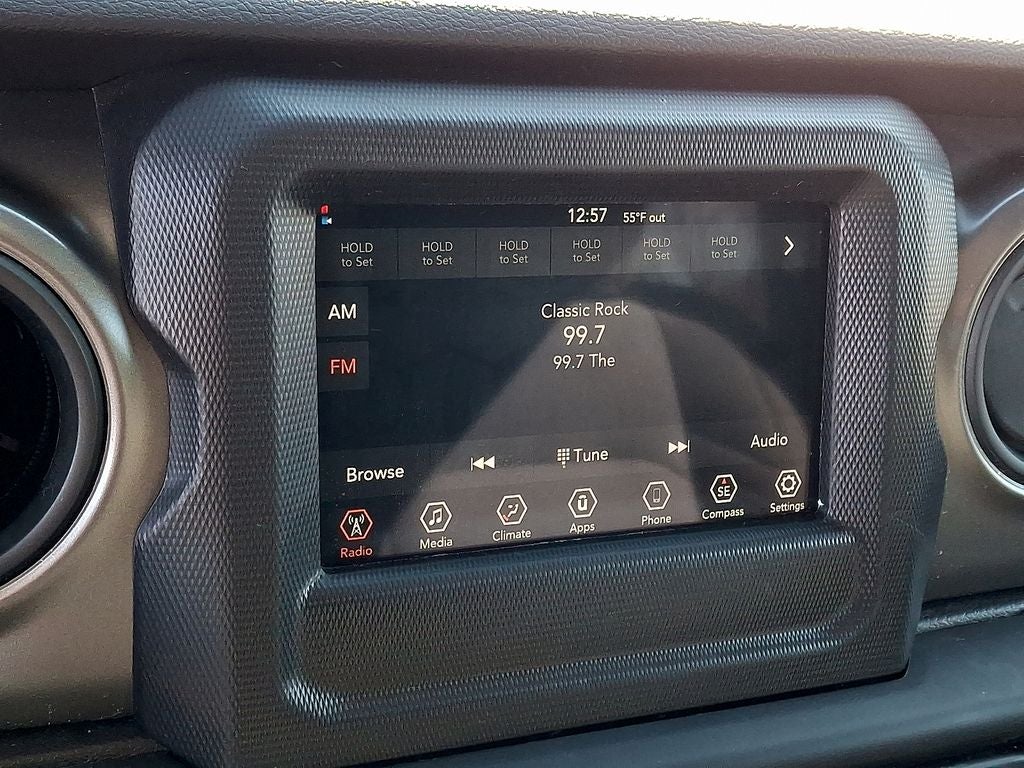 12:57 55°F out
HOLD to Set
HOLD to Set
HOLD to Set
HOLD to Set
HOLD to Set
HOLD to Set
AM
FM
Classic Rock
99.7
99.7 The
Browse
Tune
Audio
Radio
Media
Climate
Apps
Phone
SE
Compass
Settings